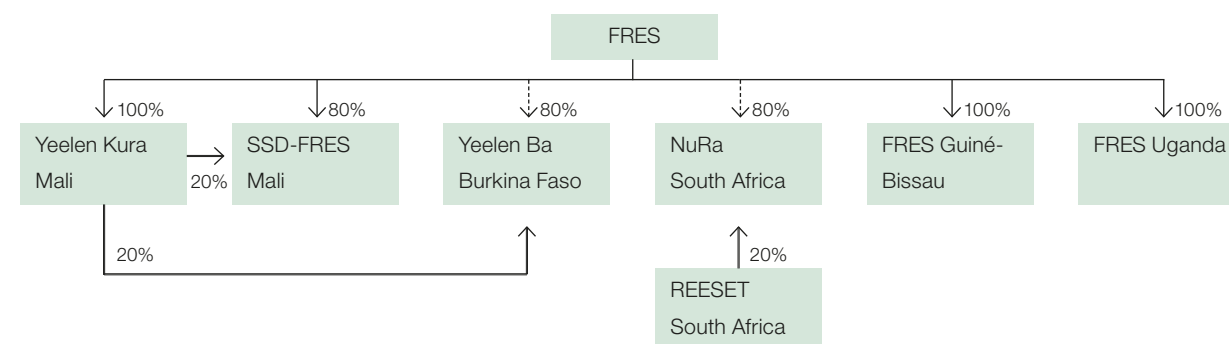 FRES
100%
80%
80%
80%
100%
100%
Yeelen Kura
Mali
20%
SSD-FRES
Mali
Yeelen Ba
Burkina Faso
NuRa
South Africa
FRES Guiné-
Bissau
FRES Uganda
20%
20%
REESET
South Africa